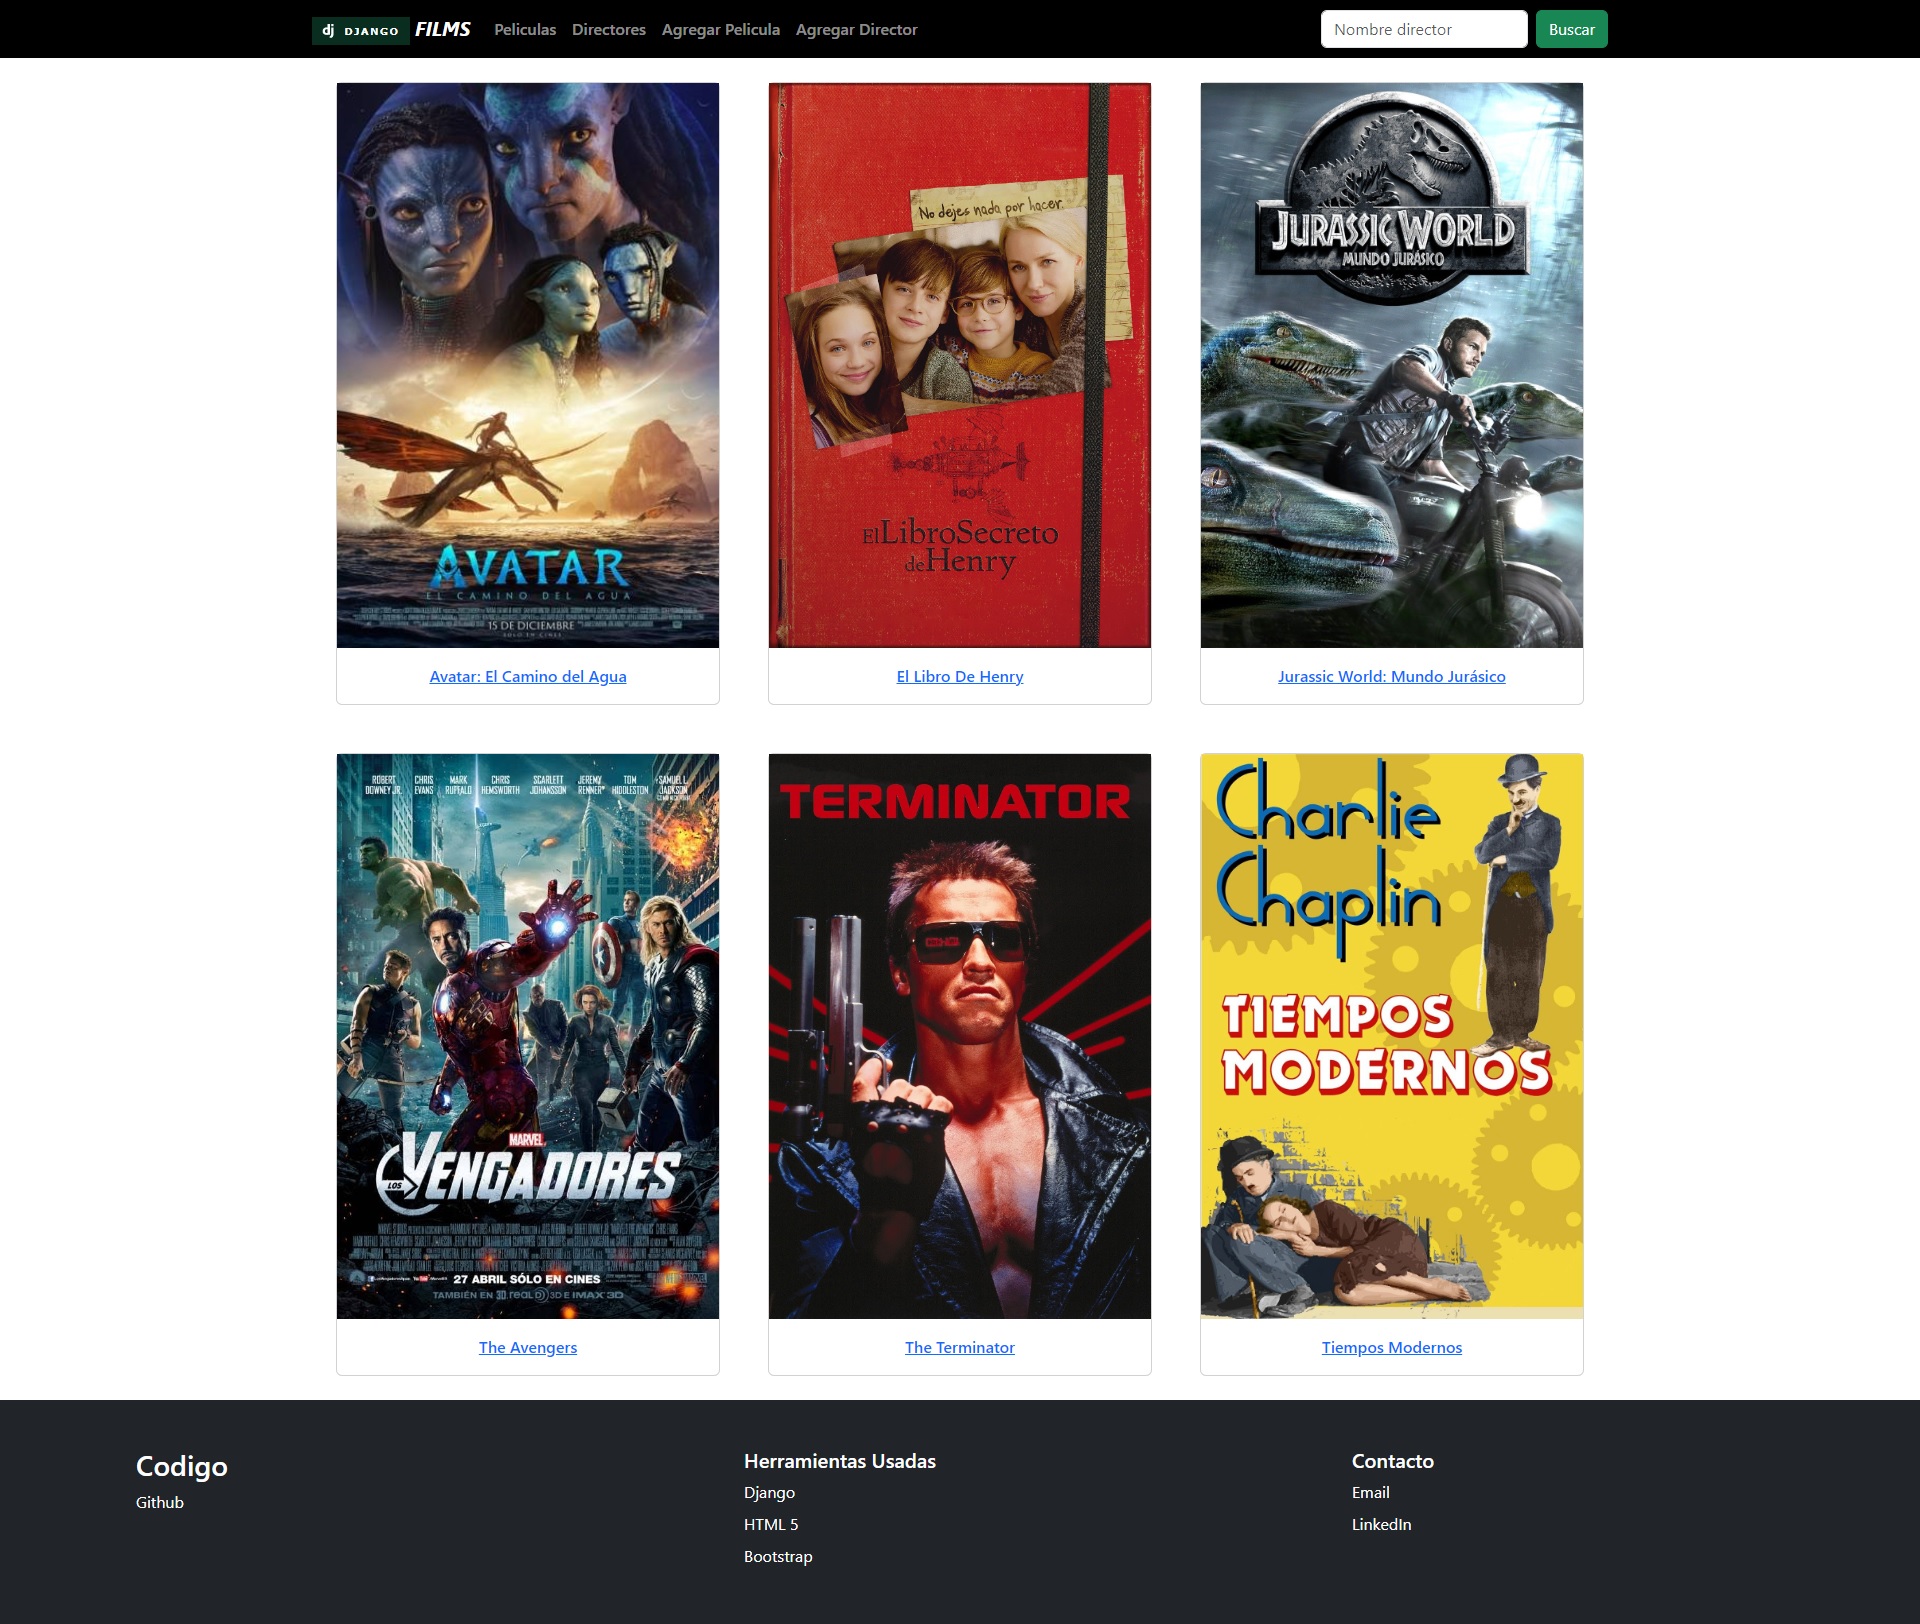 dj DJANGO FILMS Peliculas Directores Agregar Pelicula Agregar Director Nombre director Buscar
AVATAR
EL CAMINO DEL AGUA
15 DE DICIEMBRE
SOLO EN CINES
Avatar: El Camino del Agua
No dejes nada por hacer.
El Libro Secreto
de Henry
El Libro De Henry
JURASSIC WORLD
MUNDO JURÁSICO
Jurassic World: Mundo Jurásico
ROBERT DOWNEY JR. CHRIS EVANS MARK RUFFALO CHRIS HEMSWORTH SCARLETT JOHANSSON JEREMY RENNER TOM HIDDLESTON SAMUEL L. JACKSON
MARVEL
LOS VENGADORES
27 ABRIL SÓLO EN CINES
TAMBIÉN EN 3D, REAL D 3D E IMAX 3D
The Avengers
TERMINATOR
The Terminator
Charlie
Chaplin
TIEMPOS
MODERNOS
Tiempos Modernos
Codigo
Github
Herramientas Usadas
Django
HTML 5
Bootstrap
Contacto
Email
LinkedIn